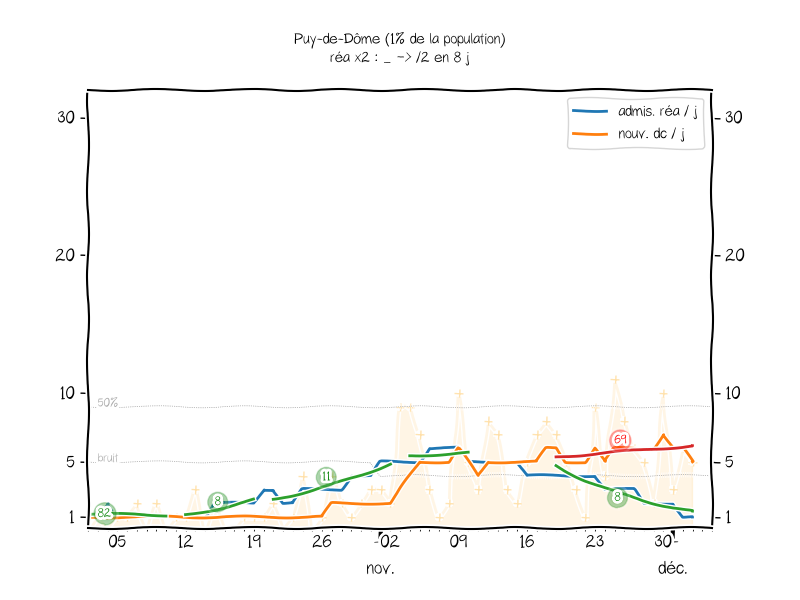 Puy-de-Dôme (1% de la population)
réa x2 : _ -> /2 en 8 j
admis. réa / j
nouv. dc / j
30
30
20
20
10
10
50%
5
bruit
5
1
1
82
8
11
69
8
05 12 19 26 02 09 16 23 30
nov. déc.